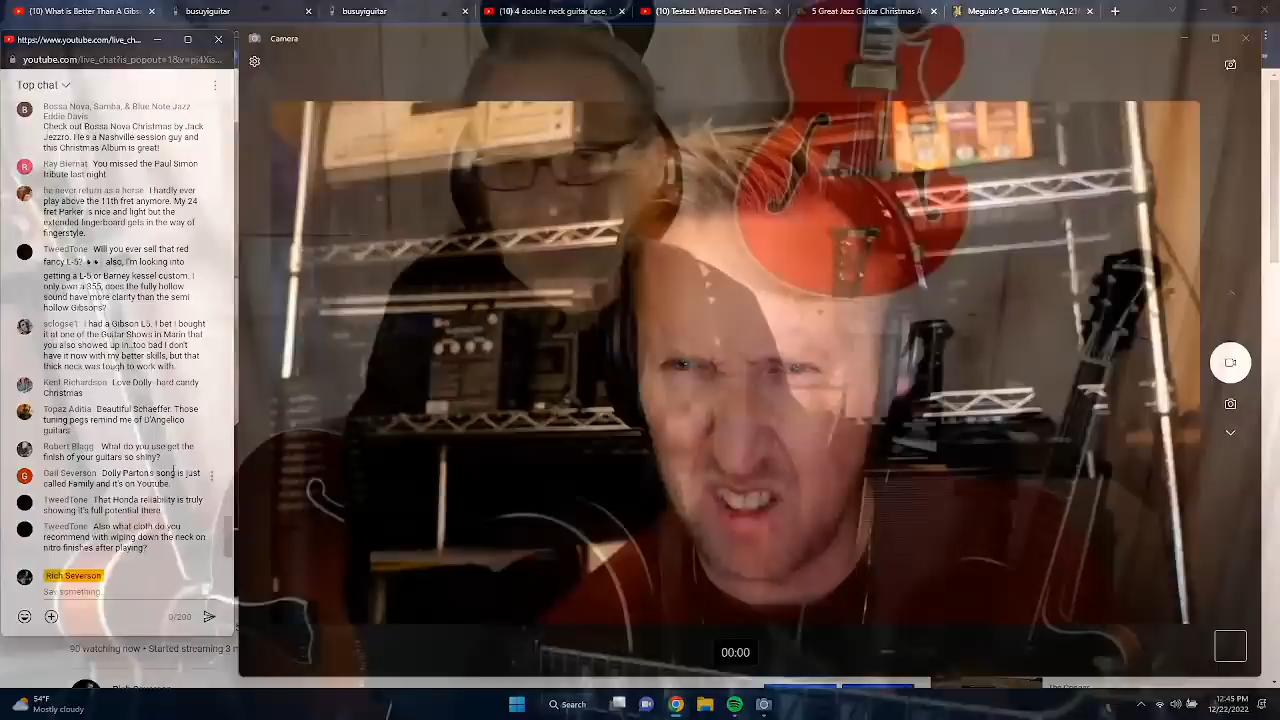 (10) What is Better Than A Gibs
busuyiguitar
busuyiguitar
(10) 4 double neck guitar case,
(10) Tested: Where Does The To
5 Great Jazz Guitar Christmas A
Meguiar's® Cleaner Wax, A1216
https://www.youtube.com/live_ch...
Camera
youtube.com/live_chat?is_popout=1&v=
Top chat
Bossa Nova, Samba, & Blue Note Jazz
Eddie Davis
Check out Bossa Nova Christmas by Jack
Jezzro. He's a Nashville session guy and
this Christmas Album is great!
Ray Biernat You missed the Paul Simon
tribute last night.
he never return as a horse I hardly ever
play above the 11th fret anymore. My 24
fret Parker is nice and light but the
extended fingerboard gets in the way of
fingerstyle.
TweedTone Will you ever sell that red
fancy L-5? also, I'm looking into
getting a L-5 or Barney kessel custom. I
only own a 355, does the fully hollow
sound have more clarity than the semi
hollow Gibsons?
sclogse1 I had a Gibson L5. I bet I bought
it at one of the Guitar Shows in Marin that
you also showed up in...too bad I don't
have it now with my better skills, but that
thick neck was tough to work with.
Kent Richardson Love Dolly- hard candy
Christmas
Topaz Aditia Beautiful Schaeffer. Those
tuning pegs remind me of D'Angelico
guitars
Robert Blagg What do you use get the
finish of your guitars so shiny?
Gail Severson Dolly Parton's song is just
called Family and it's on Youtube.
TweedTone That Honda reliability is truly
showing it's full potential there.
TweedTone Also what cloth do you
recommend with wiping down the neck on
nitro finishes after playing?
Rich Severson
Say something...
0/200
90 watching now • Started streaming 3
00:00
54°F
Mostly cloudy
Search
12:45 PM
12/22/2022